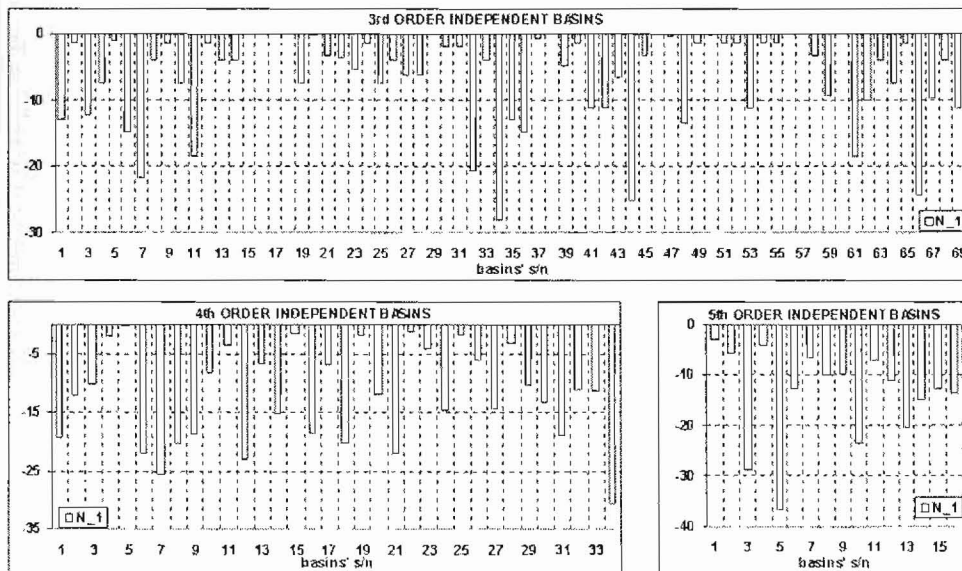 3rd ORDER INDEPENDENT BASINS
0
-10
-20
-30
1 3 5 7 9 11 13 15 17 19 21 23 25 27 29 31 33 35 37 39 41 43 45 47 49 51 53 55 57 59 61 63 65 67 69
basins' s/n
N_1
4th ORDER INDEPENDENT BASINS
-5
-15
-25
35
1 3 5 7 9 11 13 15 17 19 21 23 25 27 29 31 33
basins' s/n
N_1
5th ORDER INDEPENDENT BASINS
0
-10
-20
-30
-40
1 3 5 7 9 11 13 15
basins' s/n
N_1